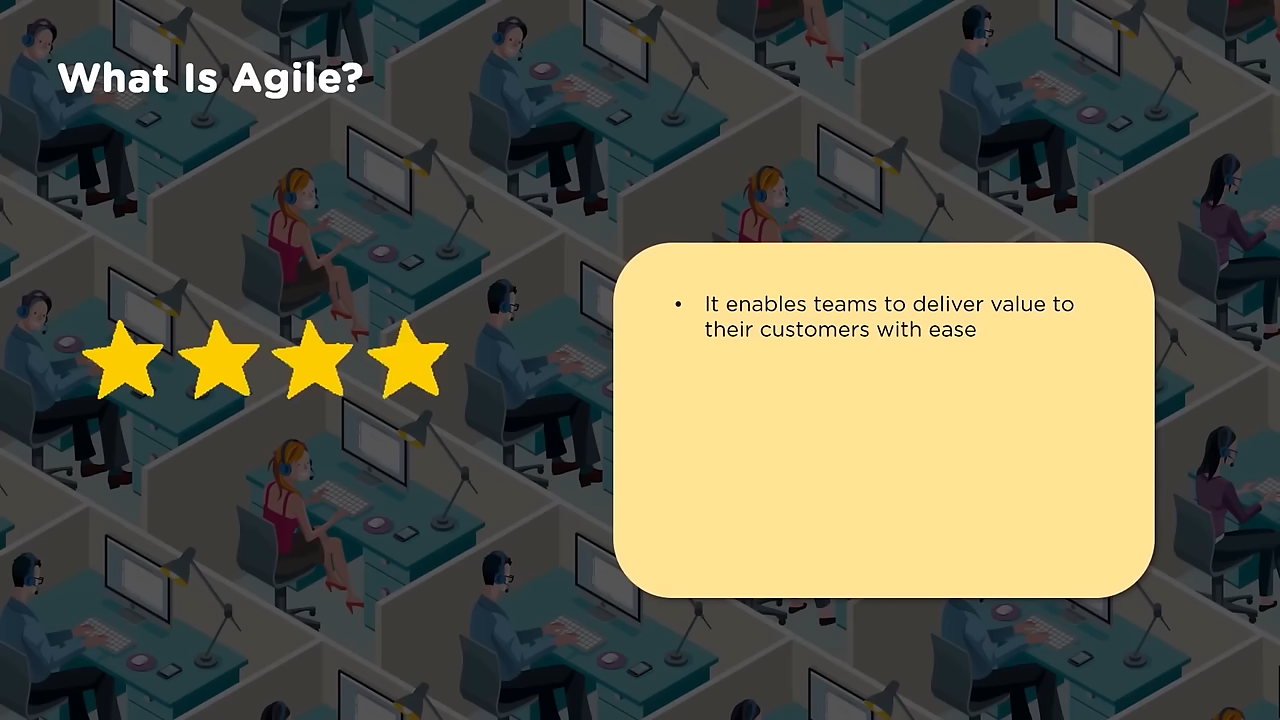 What Is Agile?
• It enables teams to deliver value to
their customers with ease